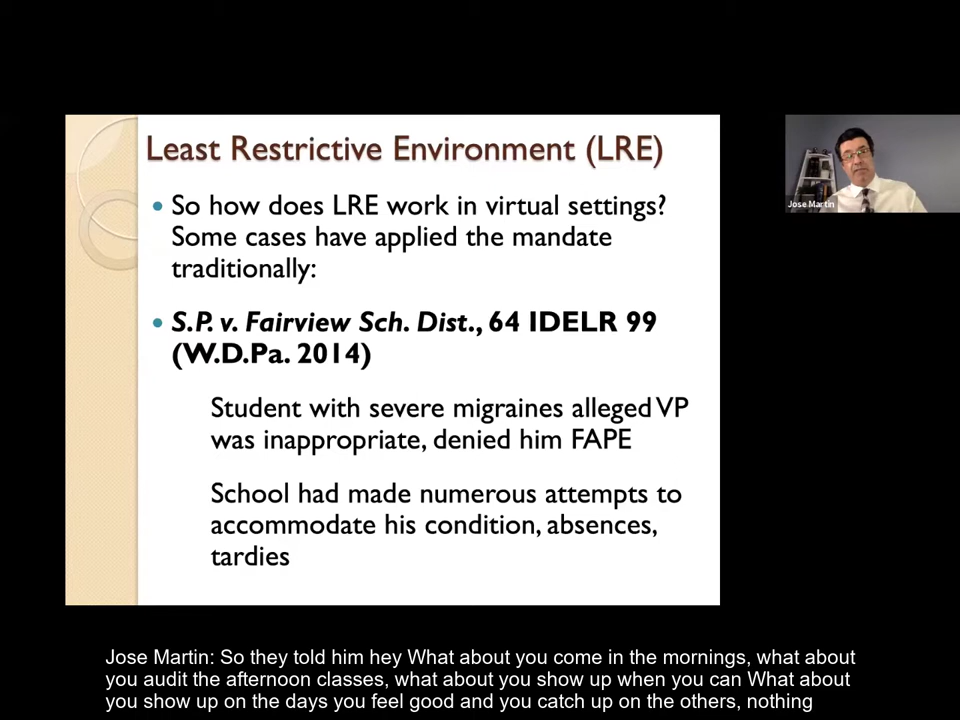 Least Restrictive Environment (LRE)
So how does LRE work in virtual settings?
Some cases have applied the mandate
traditionally:
S.P. v. Fairview Sch. Dist., 64 IDELR 99
(W.D.Pa. 2014)
Student with severe migraines alleged VP
was inappropriate, denied him FAPE
School had made numerous attempts to
accommodate his condition, absences,
tardies
Jose Martin
Jose Martin: So they told him hey What about you come in the mornings, what about
you audit the afternoon classes, what about you show up when you can What about
you show up on the days you feel good and you catch up on the others, nothing